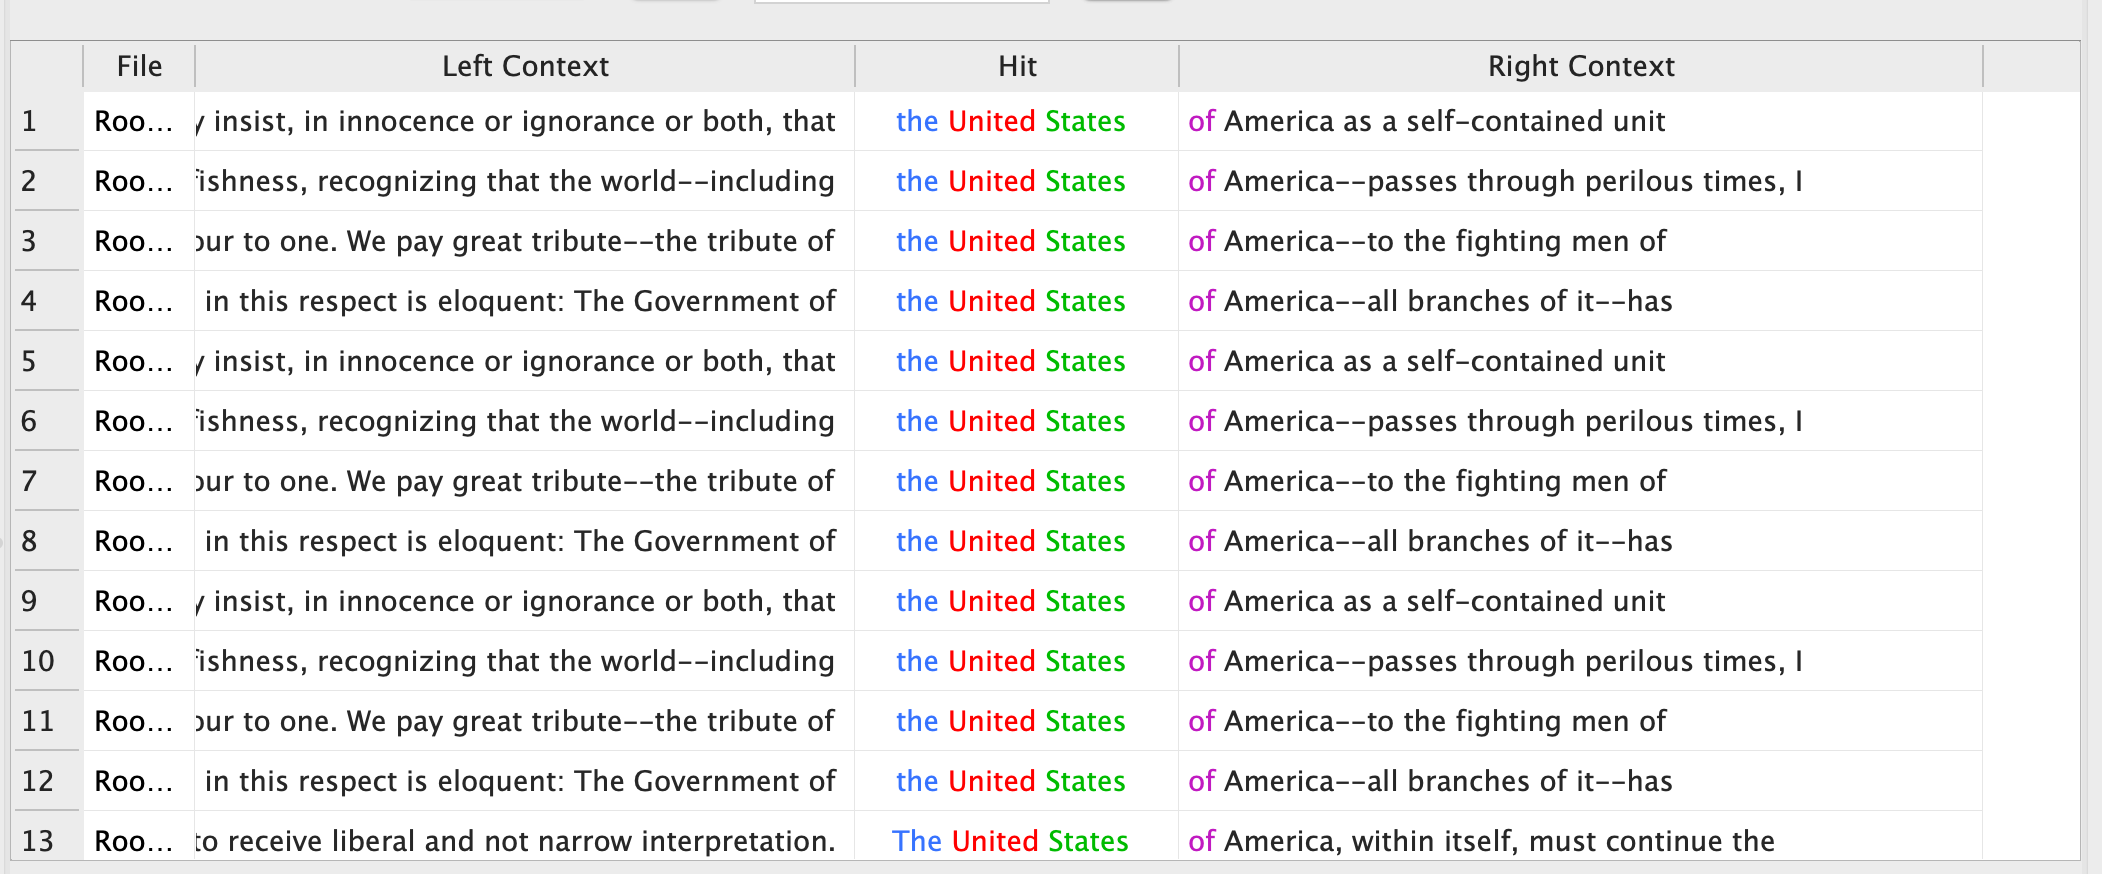 File Left Context Hit Right Context
1 Roo... y insist, in innocence or ignorance or both, that the United States of America as a self-contained unit
2 Roo... fishness, recognizing that the world--including the United States of America--passes through perilous times, I
3 Roo... our to one. We pay great tribute--the tribute of the United States of America--to the fighting men of
4 Roo... in this respect is eloquent: The Government of the United States of America--all branches of it--has
5 Roo... y insist, in innocence or ignorance or both, that the United States of America as a self-contained unit
6 Roo... fishness, recognizing that the world--including the United States of America--passes through perilous times, I
7 Roo... our to one. We pay great tribute--the tribute of the United States of America--to the fighting men of
8 Roo... in this respect is eloquent: The Government of the United States of America--all branches of it--has
9 Roo... y insist, in innocence or ignorance or both, that the United States of America as a self-contained unit
10 Roo... fishness, recognizing that the world--including the United States of America--passes through perilous times, I
11 Roo... our to one. We pay great tribute--the tribute of the United States of America--to the fighting men of
12 Roo... in this respect is eloquent: The Government of the United States of America--all branches of it--has
13 Roo... to receive liberal and not narrow interpretation. The United States of America, within itself, must continue the